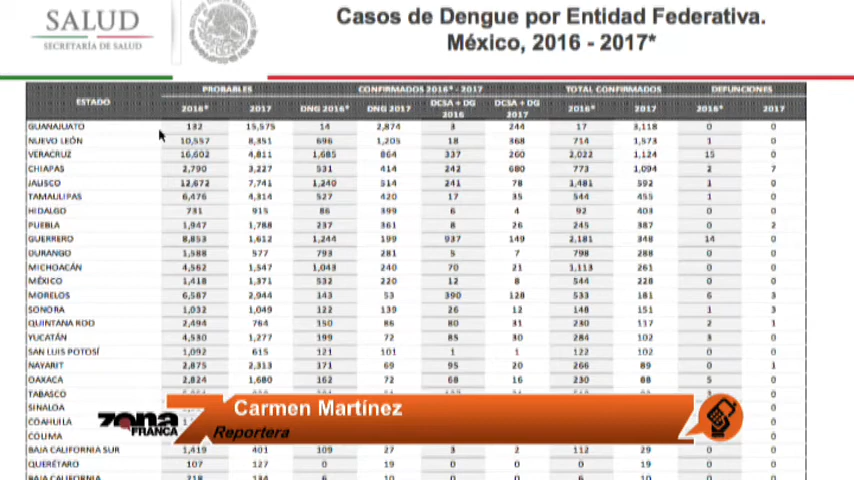 SALUD
SECRETARÍA DE SALUD
Casos de Dengue por Entidad Federativa.
México, 2016 - 2017*
ESTADO PROBABLES CONFIRMADOS 2016* - 2017 TOTAL CONFIRMADOS DEFUNCIONES
2016* 2017 DNG 2016* DNG 2017 DCSA + DG 2016 DCSA + DG 2017 2016* 2017 2016* 2017
GUANAJUATO 132 15,575 14 2,874 3 244 17 3,118 0 0
NUEVO LEÓN 10,557 8,351 696 1,205 18 368 714 1,573 1 0
VERACRUZ 16,602 4,811 1,685 864 337 260 2,022 1,124 15 0
CHIAPAS 2,790 3,227 531 414 242 680 773 1,094 2 7
JALISCO 12,672 7,741 1,240 514 241 78 1,481 592 1 0
TAMAULIPAS 6,476 4,314 527 420 17 35 544 455 1 0
HIDALGO 731 915 86 399 6 4 92 403 0 0
PUEBLA 1,947 1,788 237 361 8 26 245 387 0 2
GUERRERO 8,853 1,612 1,244 199 937 149 2,181 348 14 0
DURANGO 1,588 577 793 281 5 7 798 288 0 0
MICHOACÁN 4,562 1,547 1,043 240 70 21 1,113 261 0 0
MÉXICO 1,418 1,371 532 220 12 8 544 228 0 0
MORELOS 6,587 2,944 143 53 390 128 533 181 6 3
SONORA 1,032 1,049 122 139 26 12 148 151 1 3
QUINTANA ROO 2,494 764 150 86 80 31 230 117 2 1
YUCATÁN 4,530 1,277 199 72 85 30 284 102 3 0
SAN LUIS POTOSÍ 1,092 615 121 101 1 1 122 102 0 0
NAYARIT 2,875 2,313 171 69 95 20 266 89 0 1
OAXACA 2,824 1,680 162 72 68 16 230 88 5 0
TABASCO
SINALOA
COAHUILA
COLIMA
BAJA CALIFORNIA SUR 1,419 401 109 27 3 2 112 29 0 0
QUERÉTARO 107 127 0 19 0 0 0 19 0 0
BAJA CALIFORNIA 218 134 6 10 0 0 6 10 0 0
zona
FRANCA
Carmen Martínez
Reportera